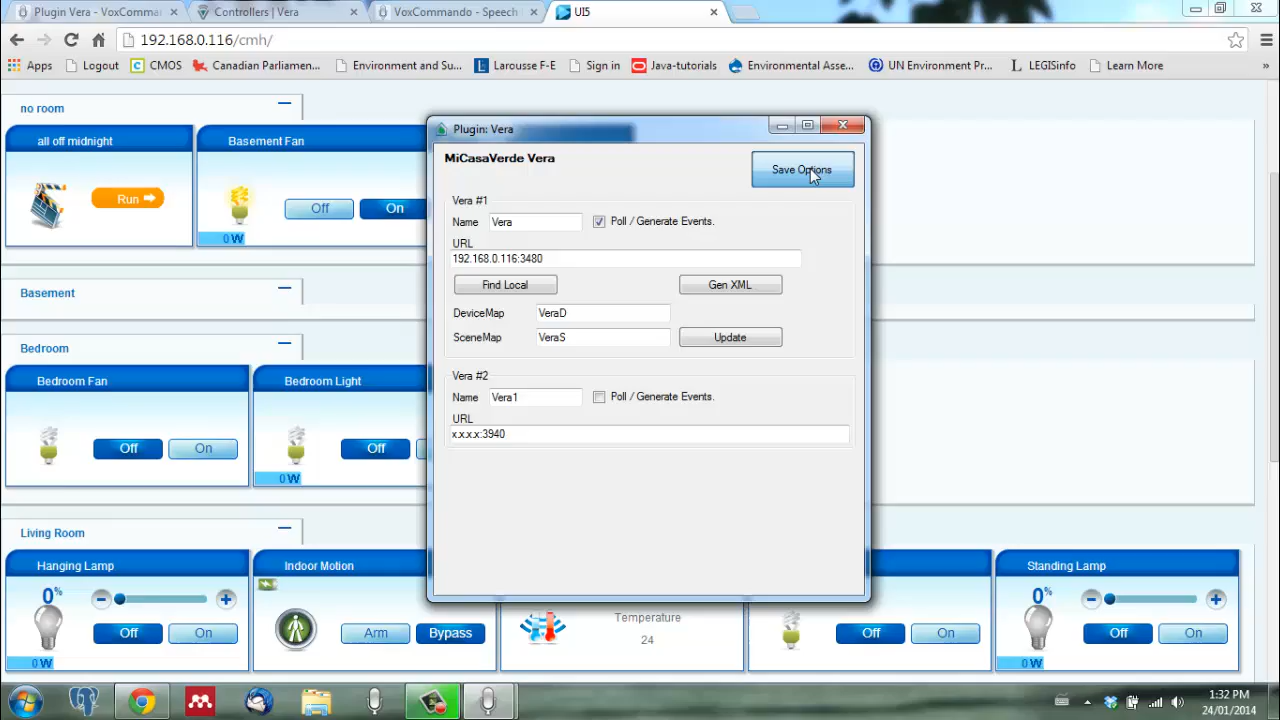 Plugin Vera - VoxComma
Controllers | Vera
VoxCommando - Speech
UI5
192.168.0.116/cmh/
Apps
Logout
CMOS
Canadian Parliamen...
Environment and Su...
Larousse F-E
Sign in
Java-tutorials
Environmental Asse...
UN Environment Pr...
LEGISinfo
Learn More
»
no room
all off midnight
Basement Fan
Run
Off
On
0 W
Basement
Bedroom
Bedroom Fan
Bedroom Light
Off
On
Off
0 W
Living Room
Hanging Lamp
Indoor Motion
Standing Lamp
0%
0%
Off
On
Arm
Bypass
Temperature
24
Off
On
Off
On
0 W
0 W
Plugin: Vera
MiCasaVerde Vera
Save Options
Vera #1
Name
Vera
Poll / Generate Events.
URL
192.168.0.116:3480
Find Local
Gen XML
DeviceMap
VeraD
SceneMap
VeraS
Update
Vera #2
Name
Vera1
Poll / Generate Events.
URL
x.x.x.x:3940
1:32 PM
24/01/2014